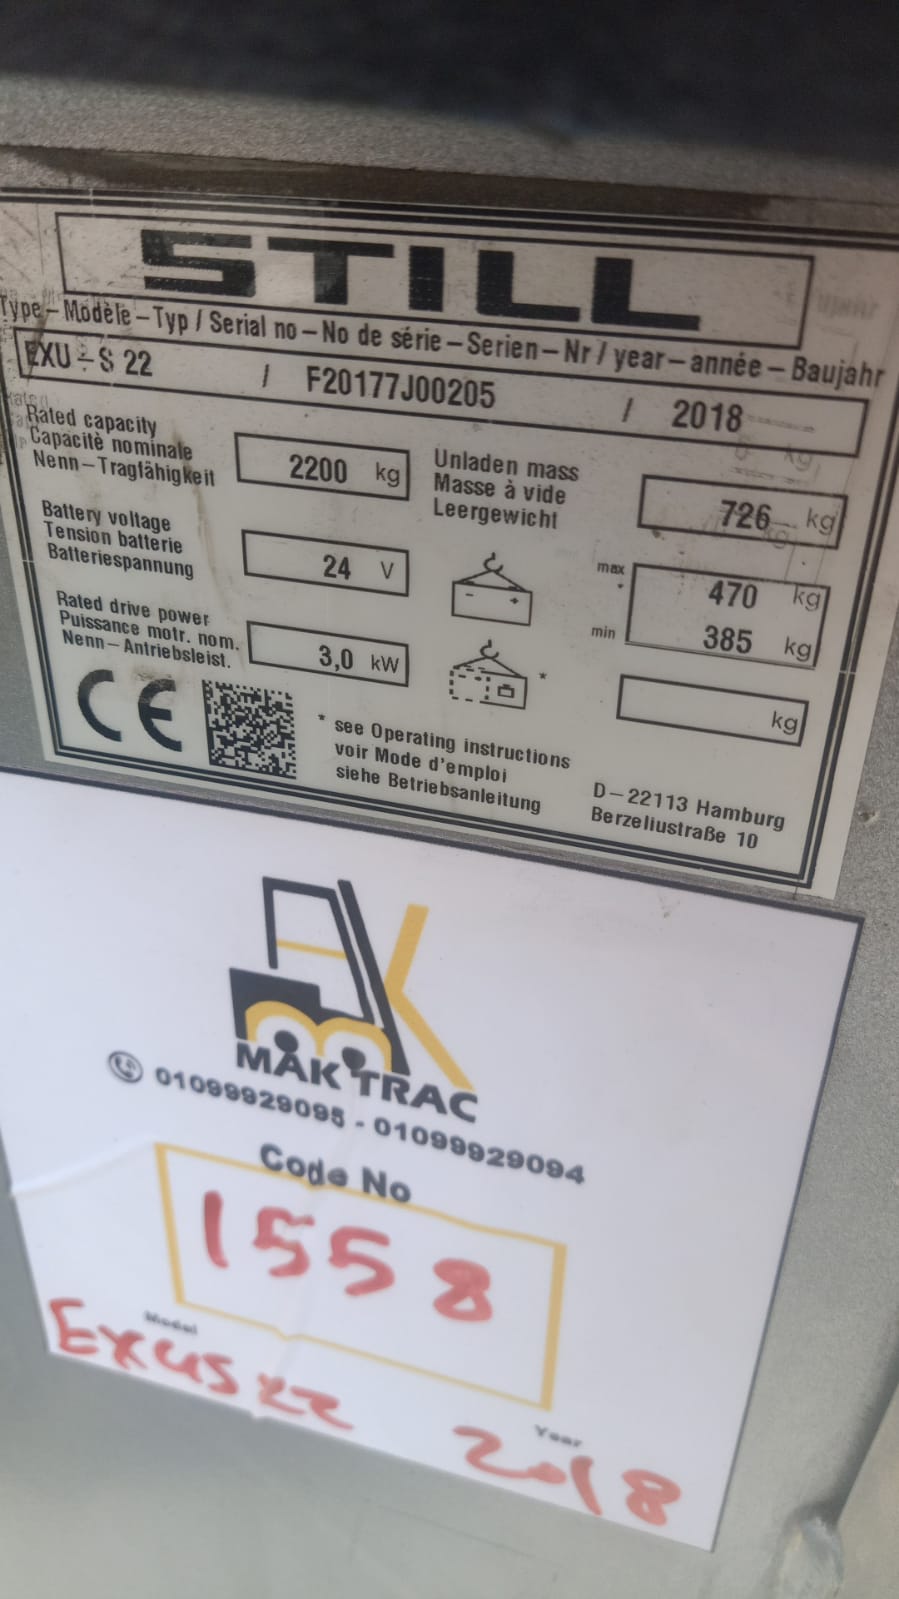 STILL
Type – Modèle – Typ / Serial no – No de série – Serien – Nr / year – année – Baujahr
EXU – S 22 / F20177J00205 / 2018
Rated capacity
Capacité nominale
Nenn – Tragfähigkeit
2200 kg
Unladen mass
Masse à vide
Leergewicht
726 kg
Battery voltage
Tension batterie
Batteriespannung
24 V
max
*
470 kg
min
385 kg
Rated drive power
Puissance motr. nom.
Nenn – Antriebsleist.
3,0 kW
*
kg
CE
* see Operating instructions
voir Mode d'emploi
siehe Betriebsanleitung
D – 22113 Hamburg
Berzeliustraße 10
MAK TRAC
01099929095 - 01099929094
Code No
1558
Model
EXUS22
Year
2018